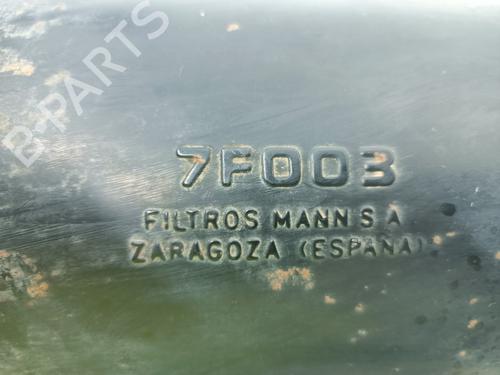 B-PARTS
7F003
FILTROS MANN S A
ZARAGOZA (ESPAÑA)